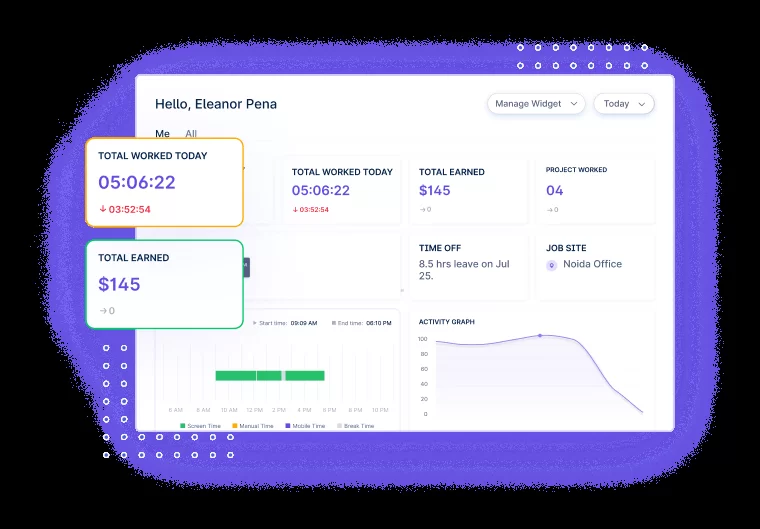 Hello, Eleanor Pena
Manage Widget
Today
Me All
TOTAL WORKED TODAY
05:06:22
↓ 03:52:54
TOTAL WORKED TODAY
05:06:22
↓ 03:52:54
TOTAL EARNED
$145
→ 0
PROJECT WORKED
04
→ 0
TOTAL EARNED
$145
→ 0
TIME OFF
8.5 hrs leave on Jul
25.
JOB SITE
Noida Office
Start time: 09:09 AM
End time: 06:10 PM
6 AM 8 AM 10 AM 12 PM 2 PM 4 PM 6 PM 8 PM 10 PM
Screen Time Manual Time Mobile Time Break Time
ACTIVITY GRAPH
100
80
60
40
20
0